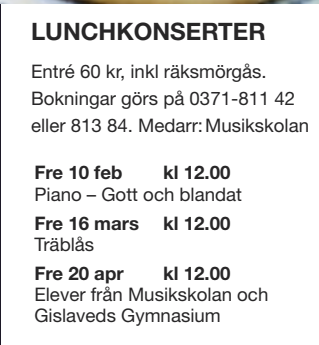 LUNCHKONSERTER
Entré 60 kr, inkl räksmörgås.
Bokningar görs på 0371-811 42
eller 813 84. Medarr: Musikskolan
Fre 10 feb kl 12.00
Piano – Gott och blandat
Fre 16 mars kl 12.00
Träblås
Fre 20 apr kl 12.00
Elever från Musikskolan och
Gislaveds Gymnasium